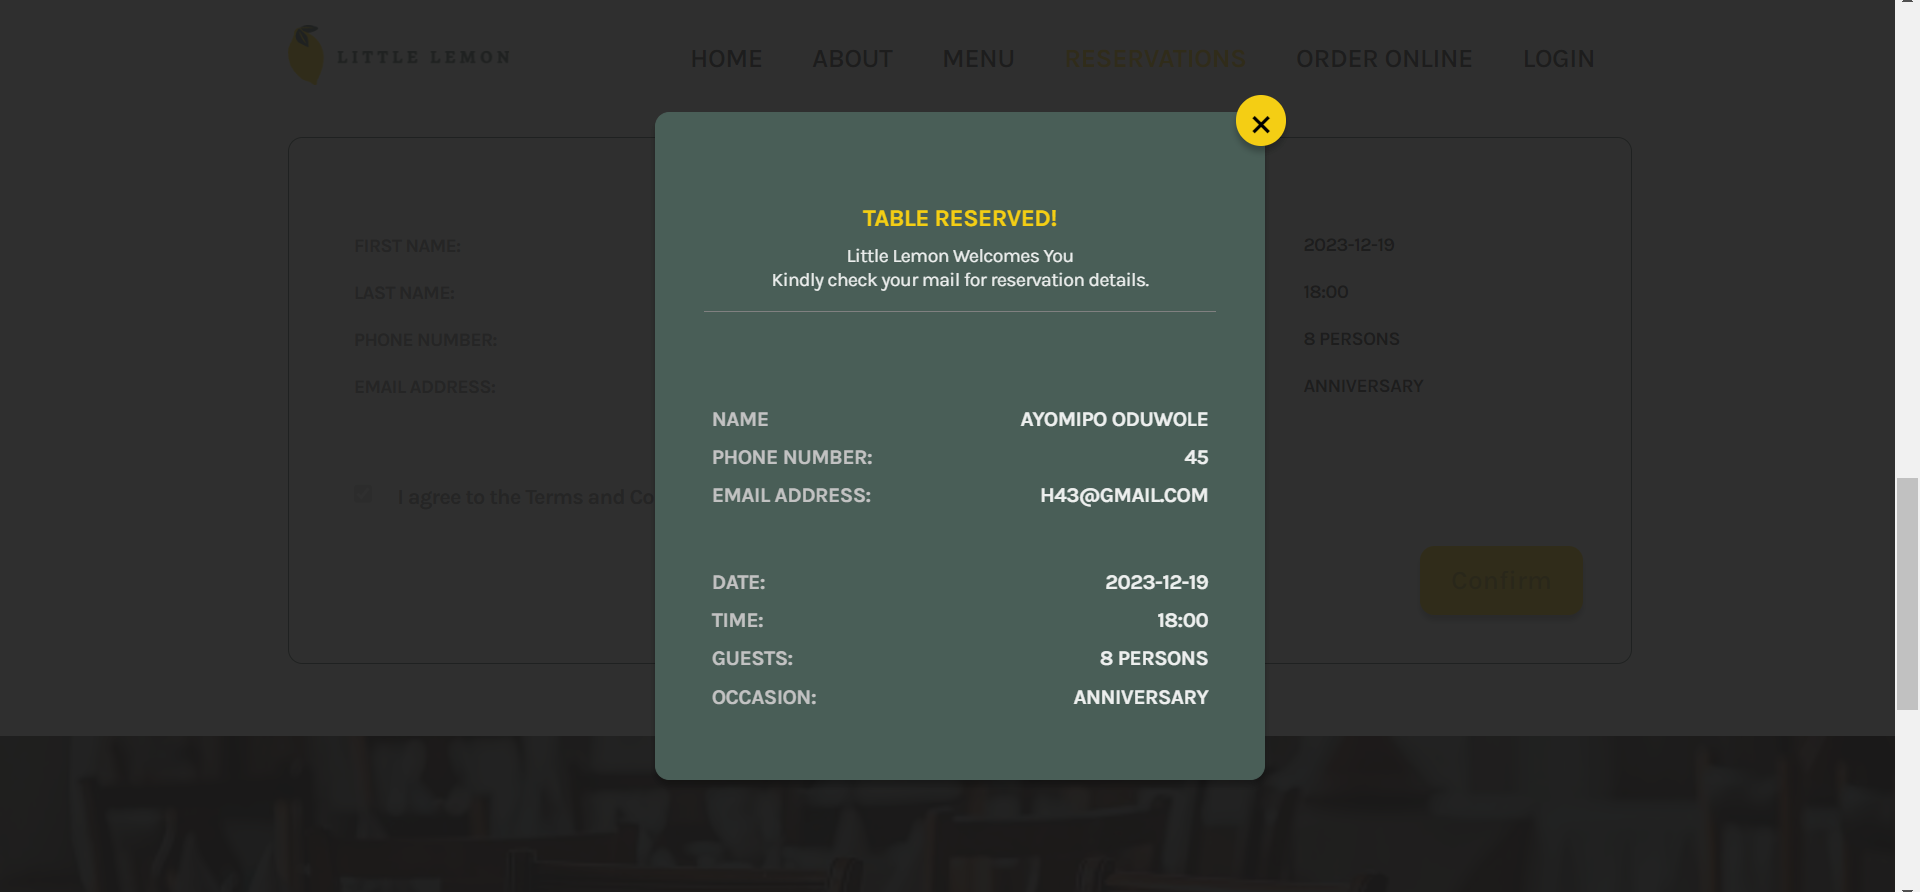 LITTLE LEMON
HOME ABOUT MENU RESERVATIONS ORDER ONLINE LOGIN
×
TABLE RESERVED!
Little Lemon Welcomes You
Kindly check your mail for reservation details.
NAME AYOMIPO ODUWOLE
PHONE NUMBER: 45
EMAIL ADDRESS: H43@GMAIL.COM
DATE: 2023-12-19
TIME: 18:00
GUESTS: 8 PERSONS
OCCASION: ANNIVERSARY
FIRST NAME:
LAST NAME:
PHONE NUMBER:
EMAIL ADDRESS:
2023-12-19
18:00
8 PERSONS
ANNIVERSARY
I agree to the Terms and Co
Confirm